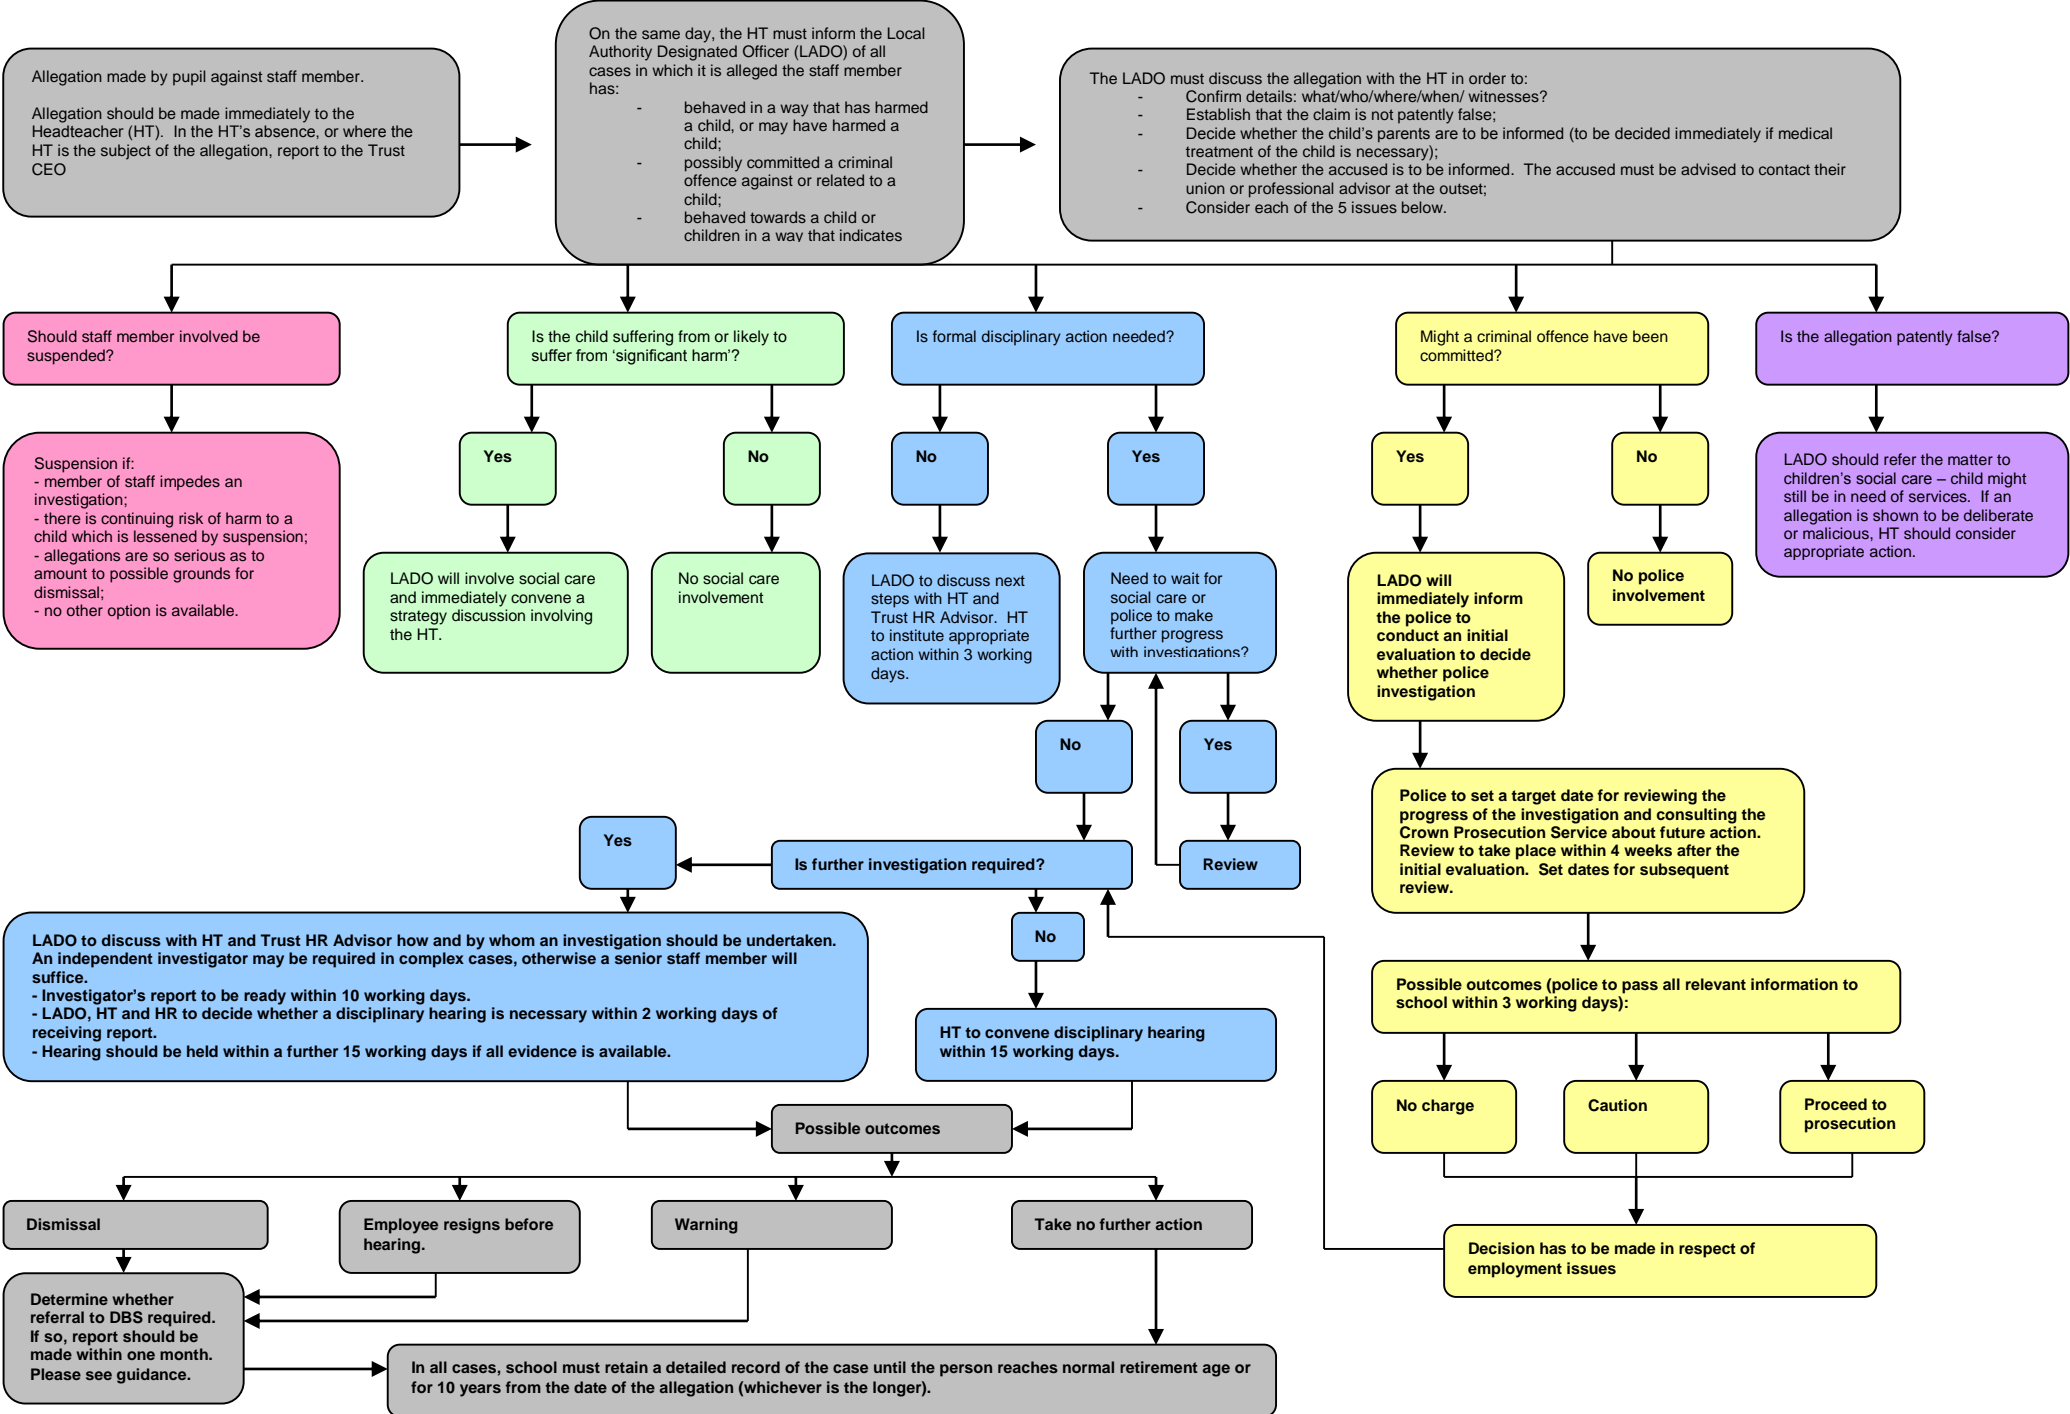 Allegation made by pupil against staff member.
Allegation should be made immediately to the
Headteacher (HT).  In the HT's absence, or where the
HT is the subject of the allegation, report to the Trust
CEO
On the same day, the HT must inform the Local
Authority Designated Officer (LADO) of all
cases in which it is alleged the staff member
has:
- behaved in a way that has harmed
a child, or may have harmed a
child;
- possibly committed a criminal
offence against or related to a
child;
- behaved towards a child or
children in a way that indicates
The LADO must discuss the allegation with the HT in order to:
- Confirm details: what/who/where/when/ witnesses?
- Establish that the claim is not patently false;
- Decide whether the child's parents are to be informed (to be decided immediately if medical
treatment of the child is necessary);
- Decide whether the accused is to be informed.  The accused must be advised to contact their
union or professional advisor at the outset;
- Consider each of the 5 issues below.
Should staff member involved be
suspended?
Is the child suffering from or likely to
suffer from 'significant harm'?
Is formal disciplinary action needed?
Might a criminal offence have been
committed?
Is the allegation patently false?
Suspension if:
- member of staff impedes an
investigation;
- there is continuing risk of harm to a
child which is lessened by suspension;
- allegations are so serious as to
amount to possible grounds for
dismissal;
- no other option is available.
Yes
No
No
Yes
Yes
No
LADO should refer the matter to
children's social care – child might
still be in need of services.  If an
allegation is shown to be deliberate
or malicious, HT should consider
appropriate action.
LADO will involve social care
and immediately convene a
strategy discussion involving
the HT.
No social care
involvement
LADO to discuss next
steps with HT and
Trust HR Advisor.  HT
to institute appropriate
action within 3 working
days.
Need to wait for
social care or
police to make
further progress
with investigations?
LADO will
immediately inform
the police to
conduct an initial
evaluation to decide
whether police
investigation
No police
involvement
No
Yes
Police to set a target date for reviewing the
progress of the investigation and consulting the
Crown Prosecution Service about future action.
Review to take place within 4 weeks after the
initial evaluation.  Set dates for subsequent
review.
Yes
Is further investigation required?
Review
LADO to discuss with HT and Trust HR Advisor how and by whom an investigation should be undertaken.
An independent investigator may be required in complex cases, otherwise a senior staff member will
suffice.
- Investigator's report to be ready within 10 working days.
- LADO, HT and HR to decide whether a disciplinary hearing is necessary within 2 working days of
receiving report.
- Hearing should be held within a further 15 working days if all evidence is available.
No
HT to convene disciplinary hearing
within 15 working days.
Possible outcomes (police to pass all relevant information to
school within 3 working days):
No charge
Caution
Proceed to
prosecution
Possible outcomes
Dismissal
Employee resigns before
hearing.
Warning
Take no further action
Decision has to be made in respect of
employment issues
Determine whether
referral to DBS required.
If so, report should be
made within one month.
Please see guidance.
In all cases, school must retain a detailed record of the case until the person reaches normal retirement age or
for 10 years from the date of the allegation (whichever is the longer).